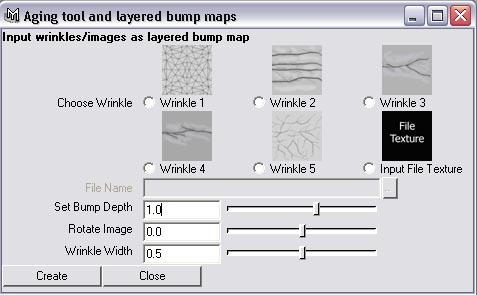 Aging tool and layered bump maps
Input wrinkles/images as layered bump map
Choose Wrinkle Wrinkle 1 Wrinkle 2 Wrinkle 3
File Texture
Wrinkle 4 Wrinkle 5 Input File Texture
File Name ..
Set Bump Depth 1.0
Rotate Image 0.0
Wrinkle Width 0.5
Create Close